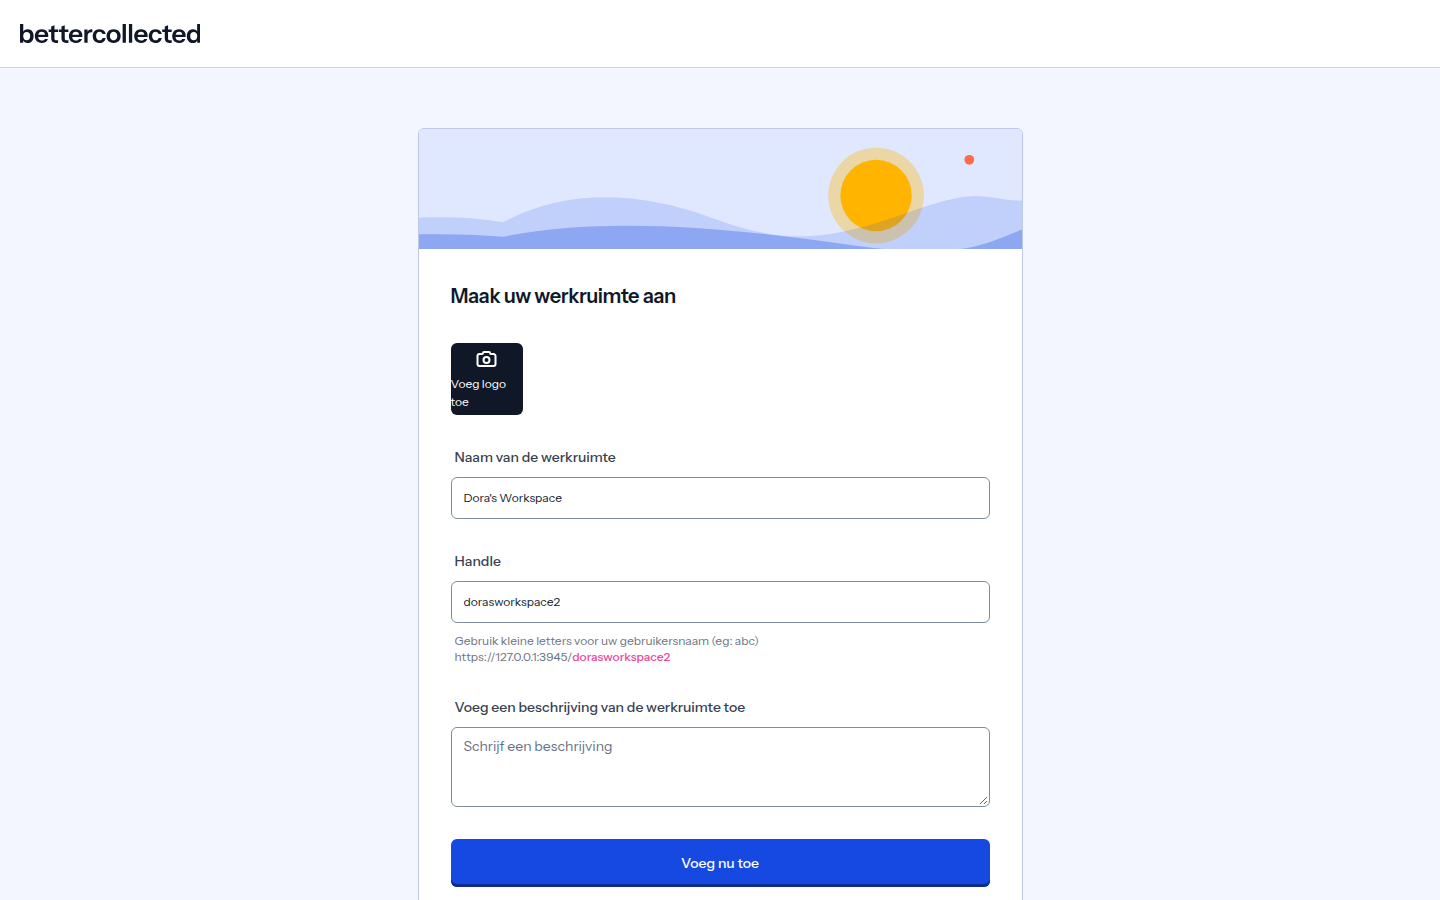 bettercollected
Maak uw werkruimte aan
Voeg logo
toe
Naam van de werkruimte
Dora's Workspace
Handle
dorasworkspace2
Gebruik kleine letters voor uw gebruikersnaam (eg: abc)
https://127.0.0.1:3945/dorasworkspace2
Voeg een beschrijving van de werkruimte toe
Schrijf een beschrijving
Voeg nu toe